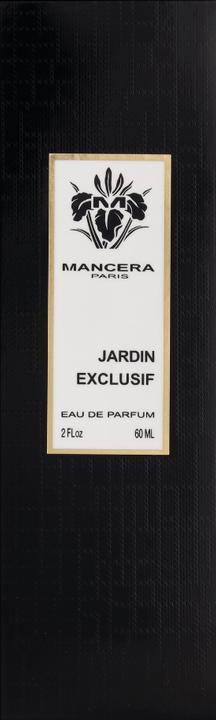 M
MANCERA
PARIS
JARDIN
EXCLUSIF
EAU DE PARFUM
2 FLoz 60 ML